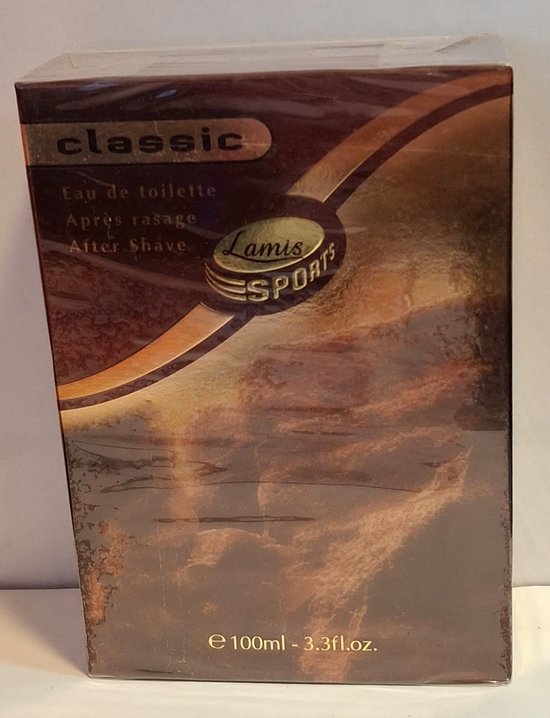 classic
Eau de toilette
Après rasage
After Shave
Lamis
SPORTS
℮ 100ml - 3.3fl.oz.